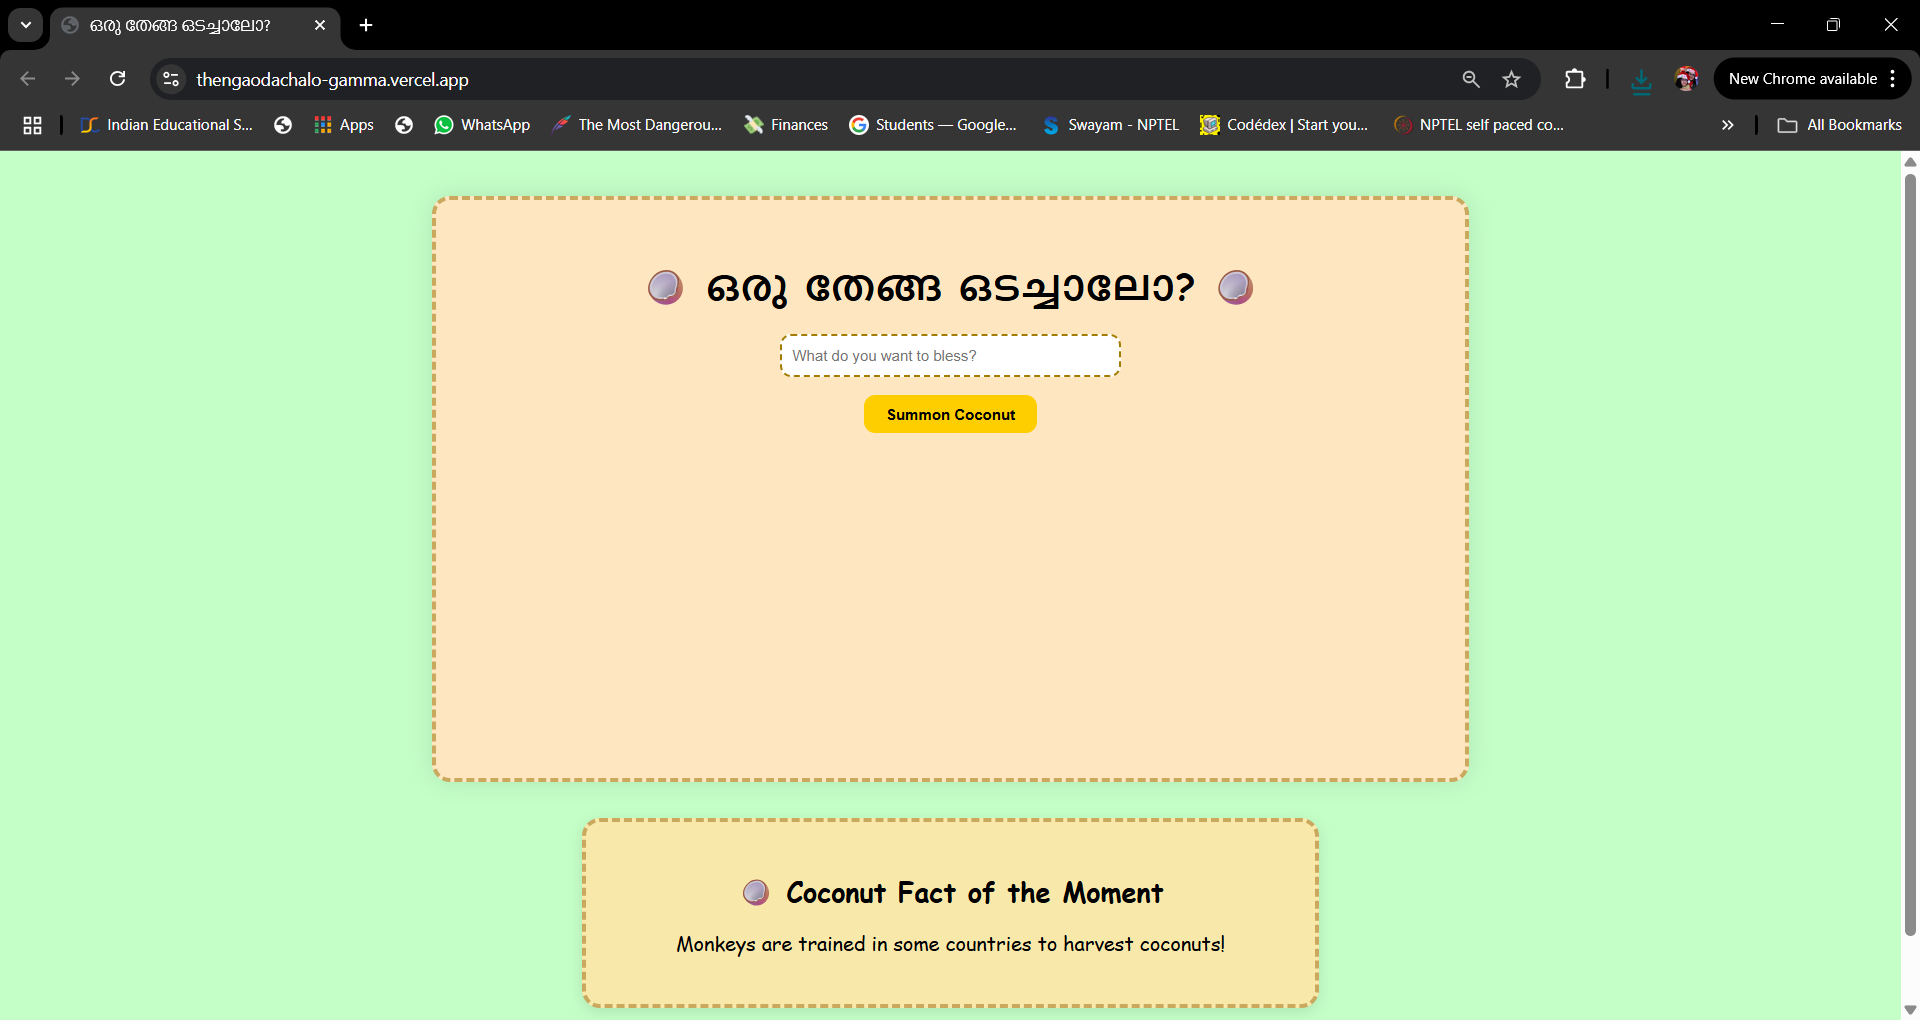 ഒരു തേങ്ങ ഒടച്ചാലോ?
thengaodachalo-gamma.vercel.app
New Chrome available
Indian Educational S...
Apps
WhatsApp
The Most Dangerou...
Finances
Students — Google...
Swayam - NPTEL
Codédex | Start you...
NPTEL self paced co...
All Bookmarks
ഒരു തേങ്ങ ഒടച്ചാലോ?
What do you want to bless?
Summon Coconut
Coconut Fact of the Moment
Monkeys are trained in some countries to harvest coconuts!